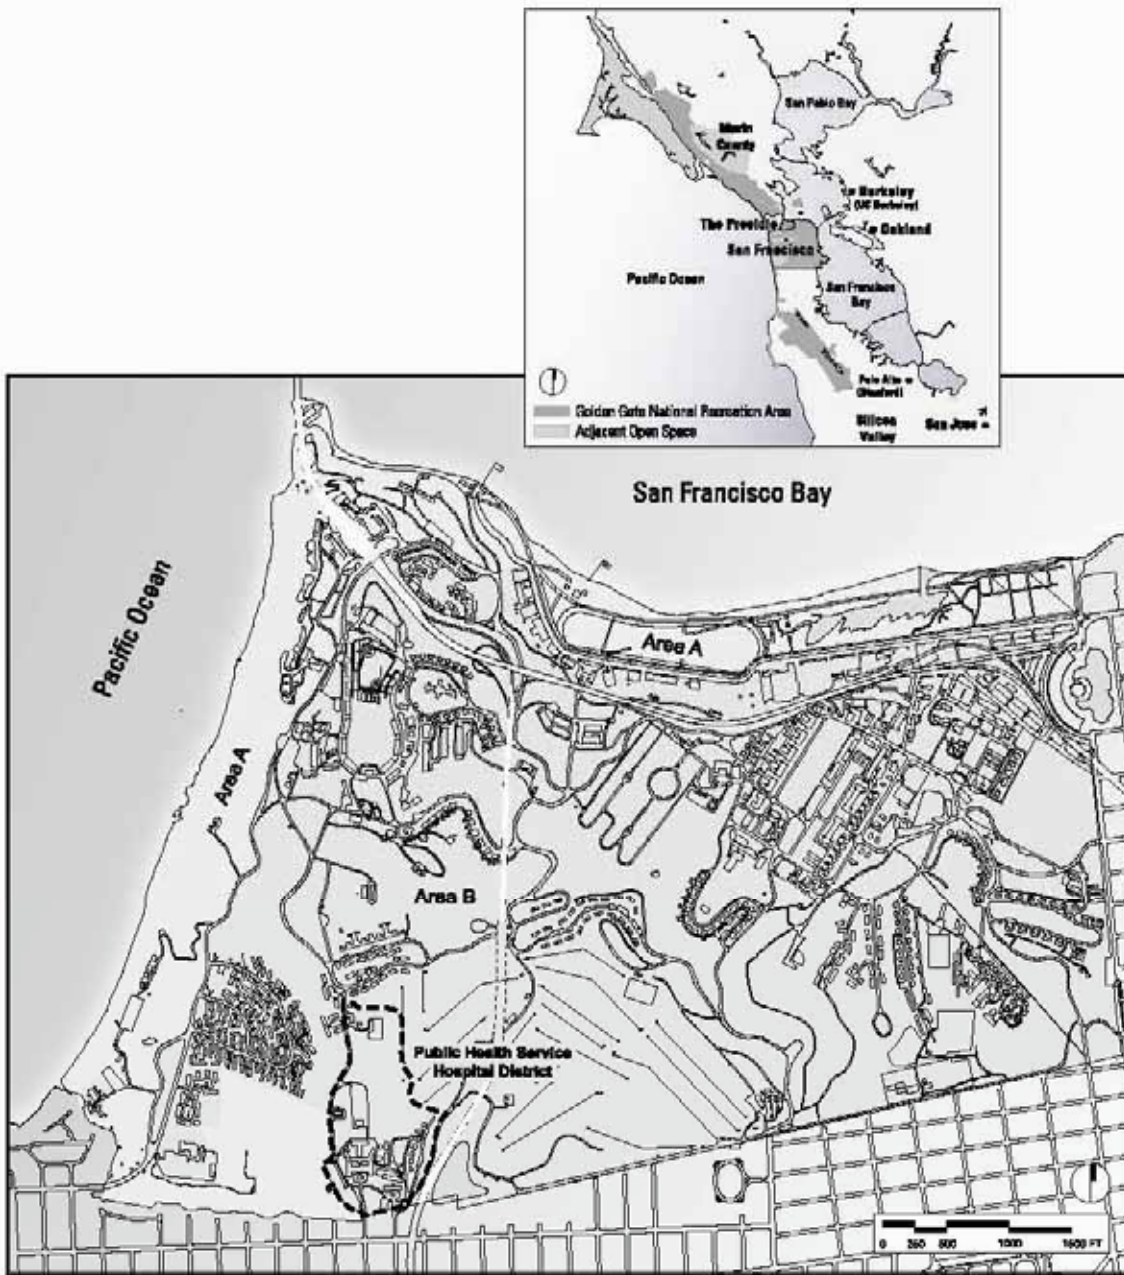 San Pablo Bay
Marin
County
Berkeley
(UC Berkeley)
The Presidio
Oakland
San Francisco
Pacific Ocean
San Francisco
Bay
Palo Alto
(Stanford)
Golden Gate National Recreation Area
Adjacent Open Space
Silicon
Valley
San Jose
San Francisco Bay
Pacific Ocean
Area A
Area A
Area B
Public Health Service
Hospital District
0 250 500 1000 1500 FT